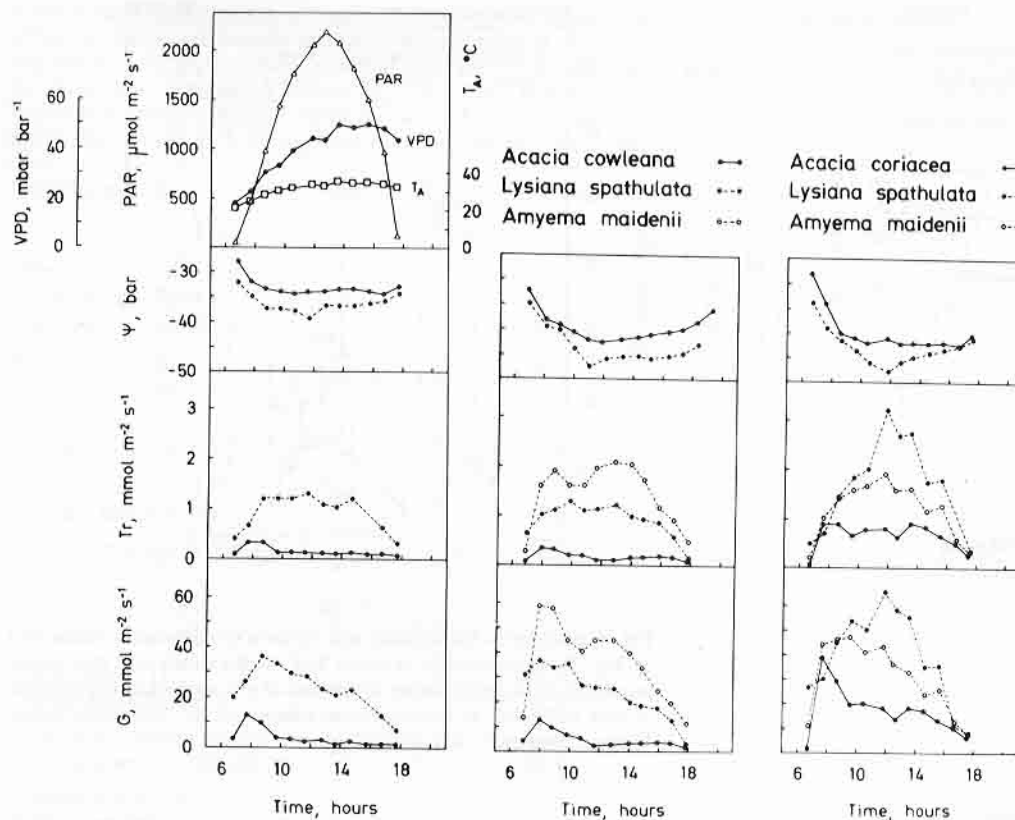 VPD, mbar bar⁻¹
60
40
20
0
PAR, μmol m⁻² s⁻¹
2000
1500
1000
500
PAR
VPD
T_A
T_A, °C
40
20
0
Acacia cowleana
Lysiana spathulata
Amyema maidenii
Acacia coriacea
Lysiana spathulata
Amyema maidenii
Ψ, bar
-30
-40
-50
Tr, mmol m⁻² s⁻¹
3
2
1
0
G, mmol m⁻² s⁻¹
60
40
20
0
6 10 14 18
6 10 14 18
6 10 14 18
Time, hours
Time, hours
Time, hours